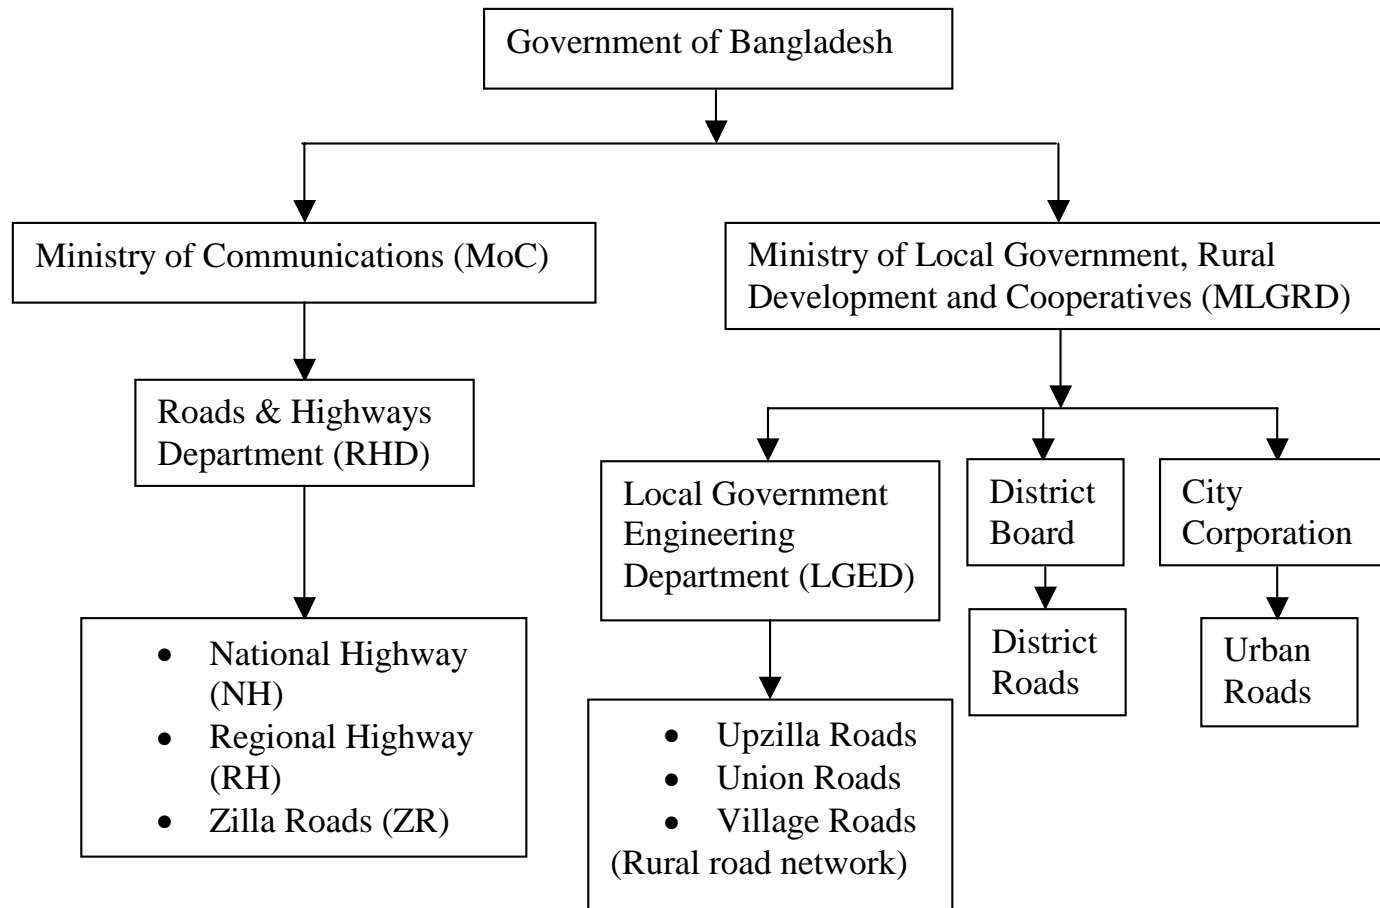 Government of Bangladesh
Ministry of Communications (MoC)
Ministry of Local Government, Rural
Development and Cooperatives (MLGRD)
Roads & Highways
Department (RHD)
Local Government
Engineering
Department (LGED)
District
Board
City
Corporation
• National Highway
(NH)
• Regional Highway
(RH)
• Zilla Roads (ZR)
• Upzilla Roads
• Union Roads
• Village Roads
(Rural road network)
District
Roads
Urban
Roads